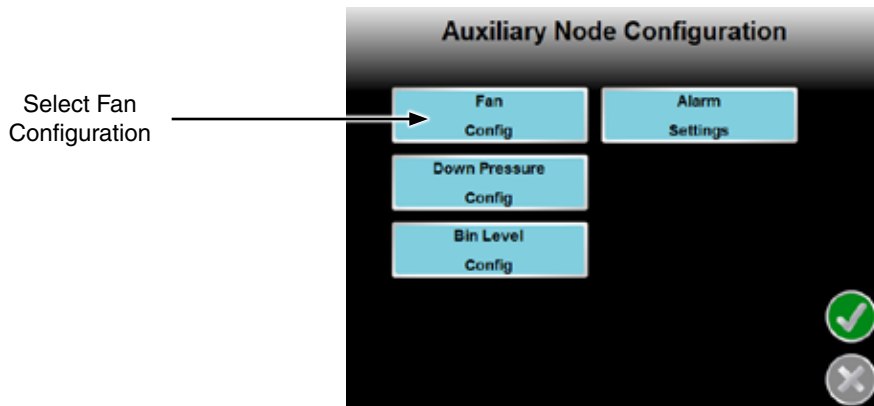 Auxiliary Node Configuration
Select Fan
Configuration
Fan
Config
Alarm
Settings
Down Pressure
Config
Bin Level
Config